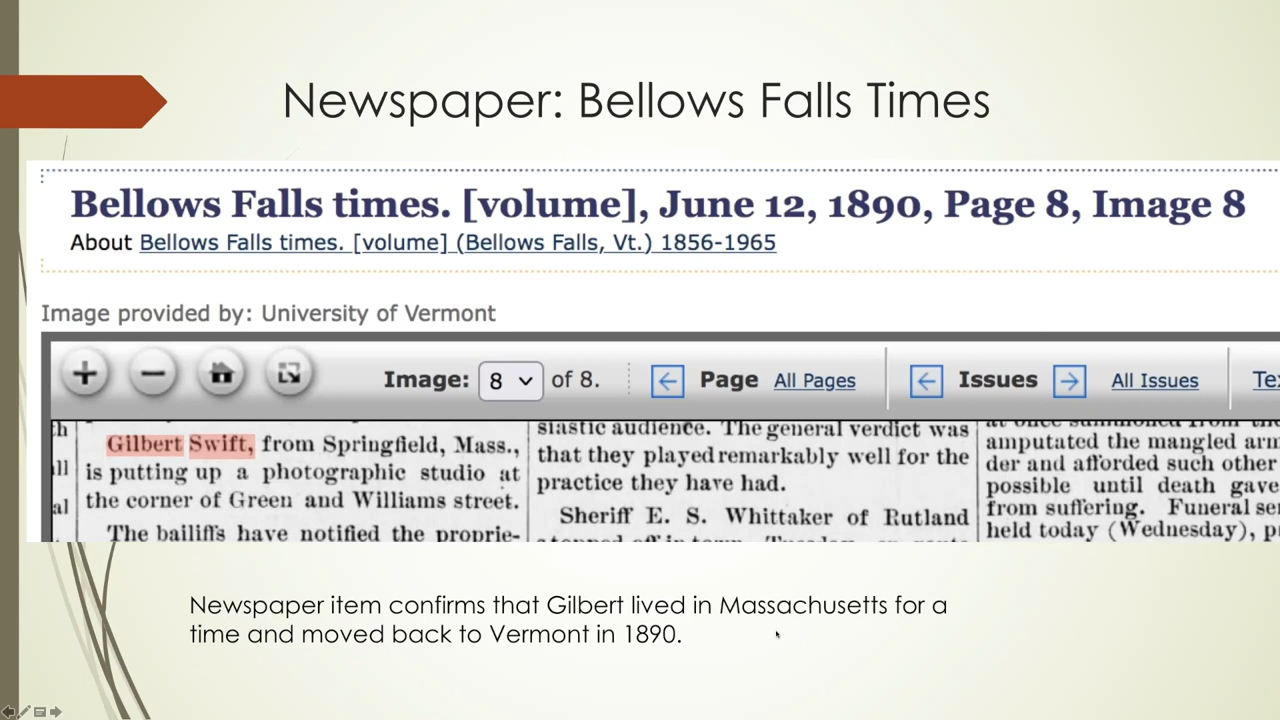 Newspaper: Bellows Falls Times
Bellows Falls times. [volume], June 12, 1890, Page 8, Image 8
About Bellows Falls times. [volume] (Bellows Falls, Vt.) 1856-1965
Image provided by: University of Vermont
Image: 8 of 8. Page All Pages Issues All Issues Te
h
ll
al
Gilbert Swift, from Springfield, Mass.,
is putting up a photographic studio at
the corner of Green and Williams street.
The bailiffs have notified the proprie-
siastic audience. The general verdict was
that they played remarkably well for the
practice they have had.
Sheriff E. S. Whittaker of Rutland
amputated the mangled arm
der and afforded such other
possible until death gave
from suffering. Funeral se
held today (Wednesday), p
Newspaper item confirms that Gilbert lived in Massachusetts for a
time and moved back to Vermont in 1890.